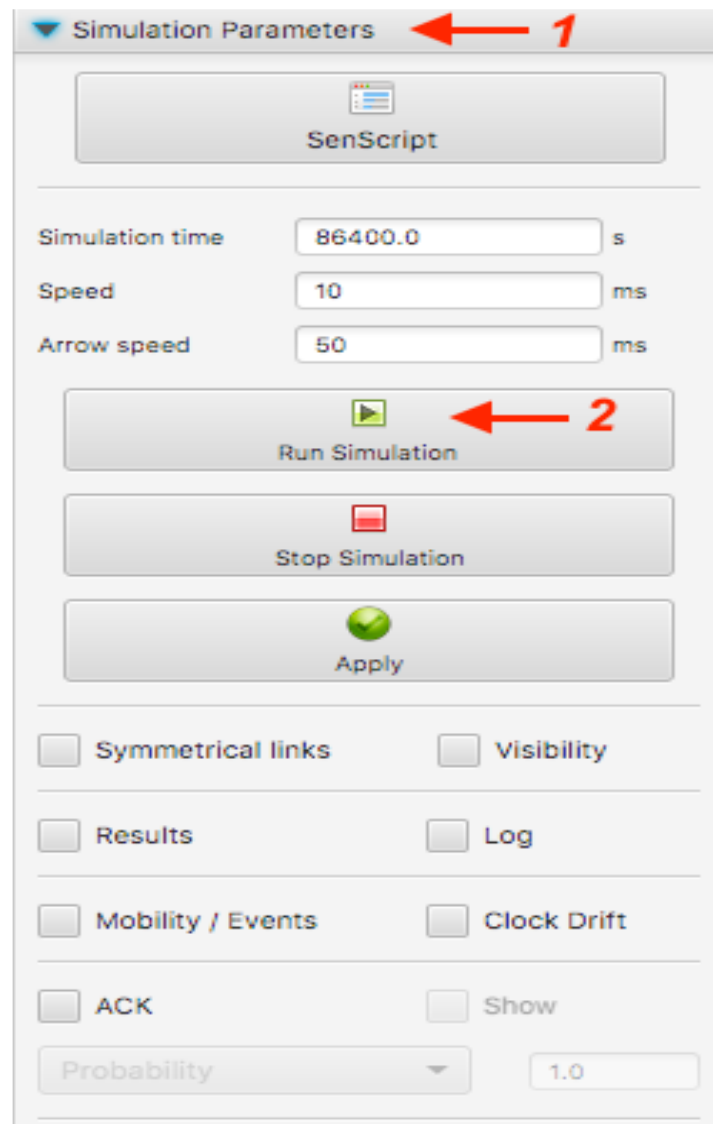 Simulation Parameters 1
SenScript
Simulation time 86400.0 s
Speed 10 ms
Arrow speed 50 ms
2
Run Simulation
Stop Simulation
Apply
Symmetrical links Visibility
Results Log
Mobility / Events Clock Drift
ACK Show
Probability 1.0